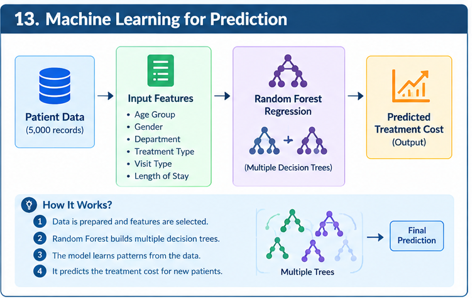 13. Machine Learning for Prediction
Patient Data
(5,000 records)
Input Features
• Age Group
• Gender
• Department
• Treatment Type
• Visit Type
• Length of Stay
Random Forest
Regression
+
(Multiple Decision Trees)
Predicted
Treatment Cost
(Output)
How It Works?
1 Data is prepared and features are selected.
2 Random Forest builds multiple decision trees.
3 The model learns patterns from the data.
4 It predicts the treatment cost for new patients.
Multiple Trees
Final
Prediction